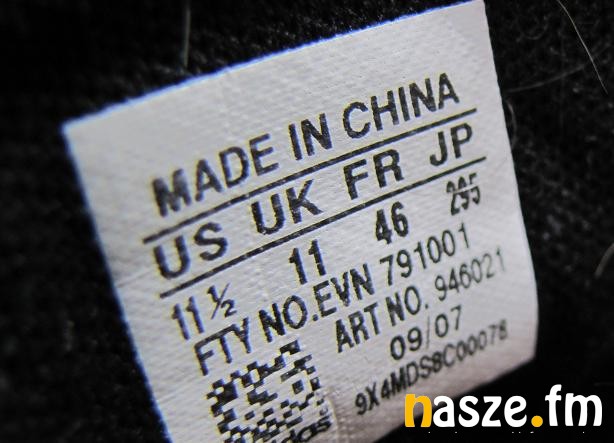 MADE IN CHINA
US UK FR JP
11½ 11 46 295
FTY NO.EVN 791001
ART NO. 946021
09/07
9X4MDS8C00078
nasze.fm